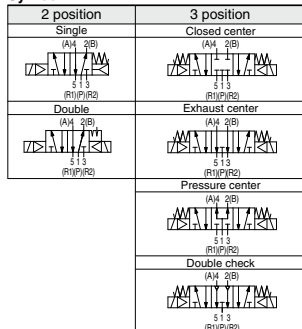 2 position
3 position
Single
Closed center
(A)4 2(B)
(A)4 2(B)
5 1 3
(R1)(P)(R2)
5 1 3
(R1)(P)(R2)
Double
Exhaust center
(A)4 2(B)
(A)4 2(B)
5 1 3
(R1)(P)(R2)
5 1 3
(R1)(P)(R2)
Pressure center
(A)4 2(B)
5 1 3
(R1)(P)(R2)
Double check
(A)4 2(B)
5 1 3
(R1)(P)(R2)